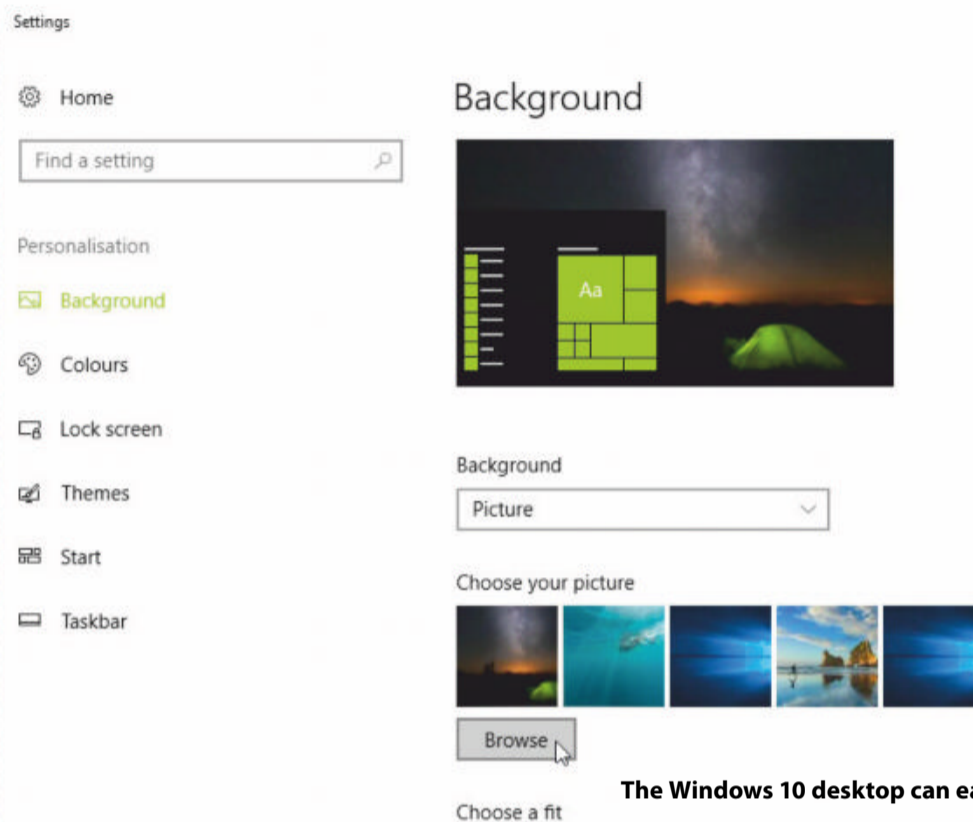 Settings
Home
Find a setting
Personalisation
Background
Colours
Lock screen
Themes
Start
Taskbar
Background
Aa
Background
Picture
Choose your picture
Browse
The Windows 10 desktop can ea
Choose a fit